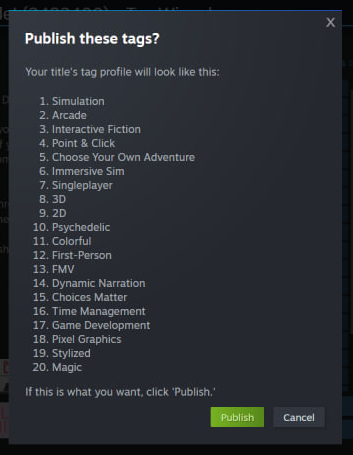 X
Publish these tags?
Your title's tag profile will look like this:
1. Simulation
2. Arcade
3. Interactive Fiction
4. Point & Click
5. Choose Your Own Adventure
6. Immersive Sim
7. Singleplayer
8. 3D
9. 2D
10. Psychedelic
11. Colorful
12. First-Person
13. FMV
14. Dynamic Narration
15. Choices Matter
16. Time Management
17. Game Development
18. Pixel Graphics
19. Stylized
20. Magic
If this is what you want, click 'Publish.'
Publish Cancel